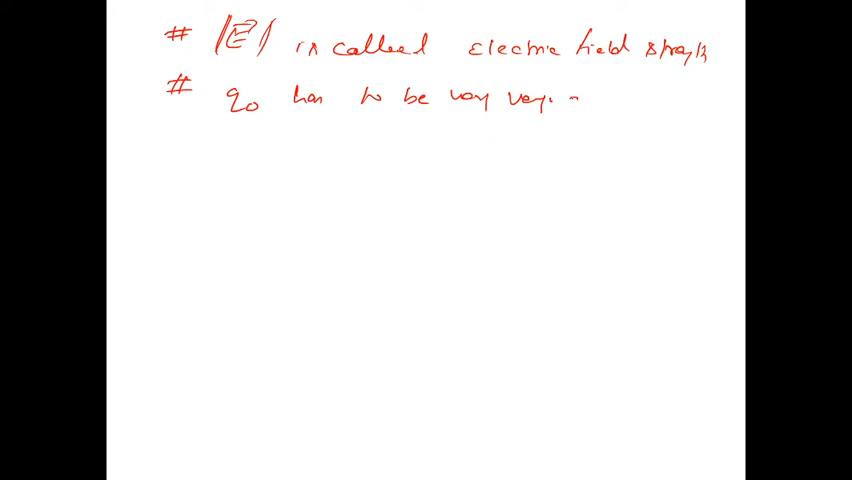 # |E⃗| is called electric field strength
# q₀ has to be very very